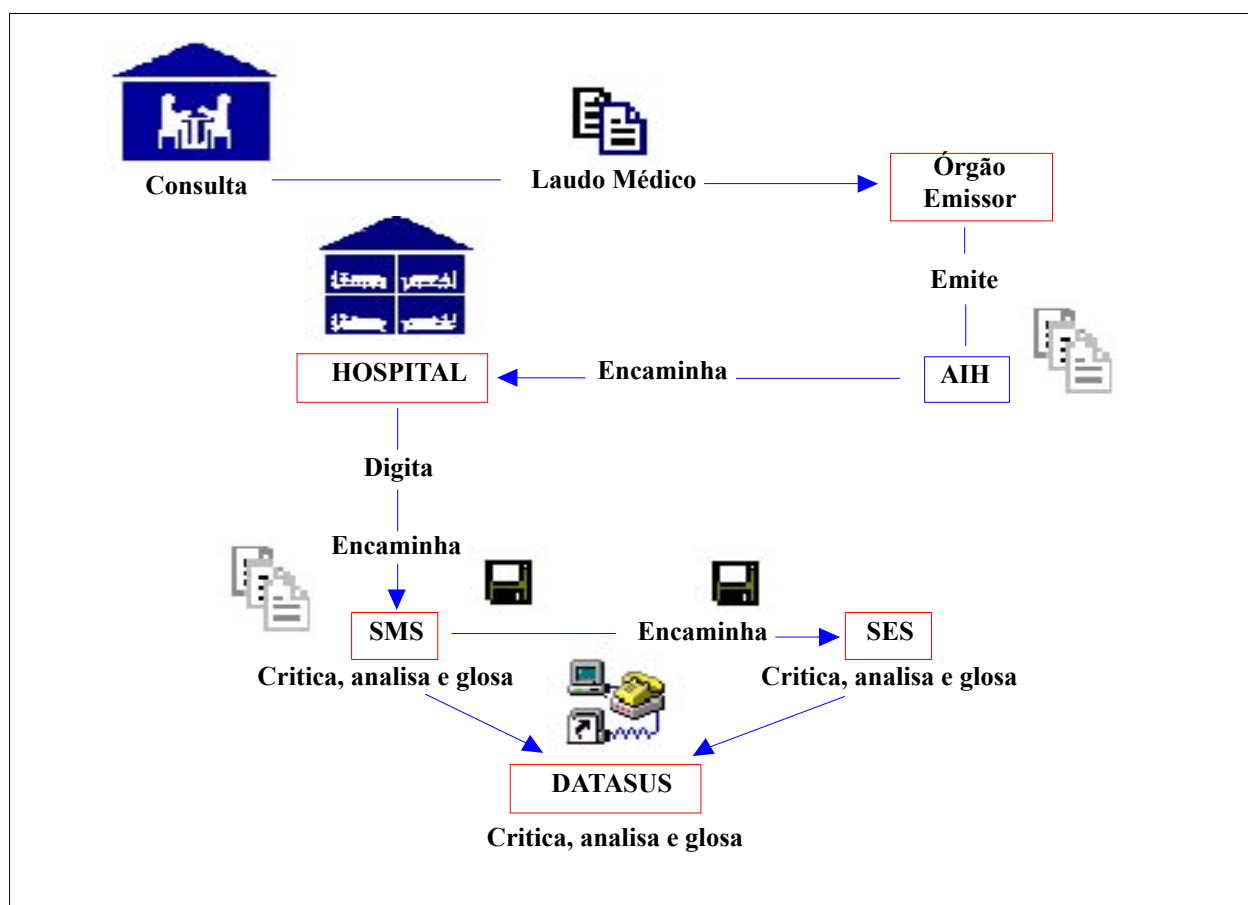 Consulta
Laudo Médico
Órgão
Emissor
Emite
HOSPITAL
Encaminha
AIH
Digita
Encaminha
SMS
Encaminha
SES
Critica, analisa e glosa
Critica, analisa e glosa
DATASUS
Critica, analisa e glosa